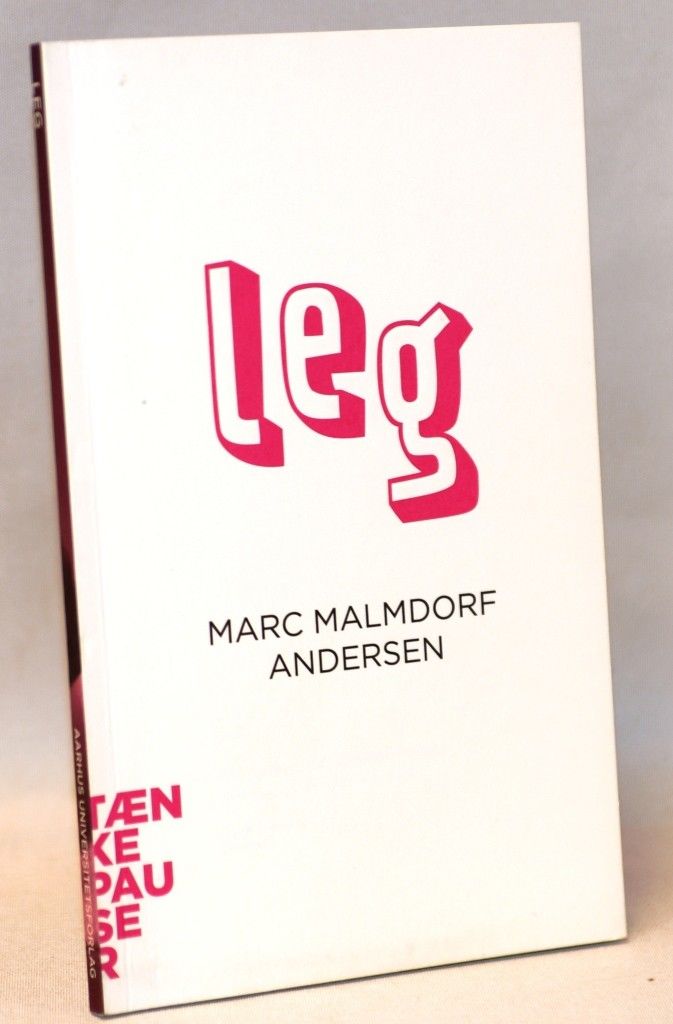 LEG
leg
MARC MALMDORF
ANDERSEN
TÆN
KE
PAU
SE
R
AARHUS UNIVERSITETSFORLAG